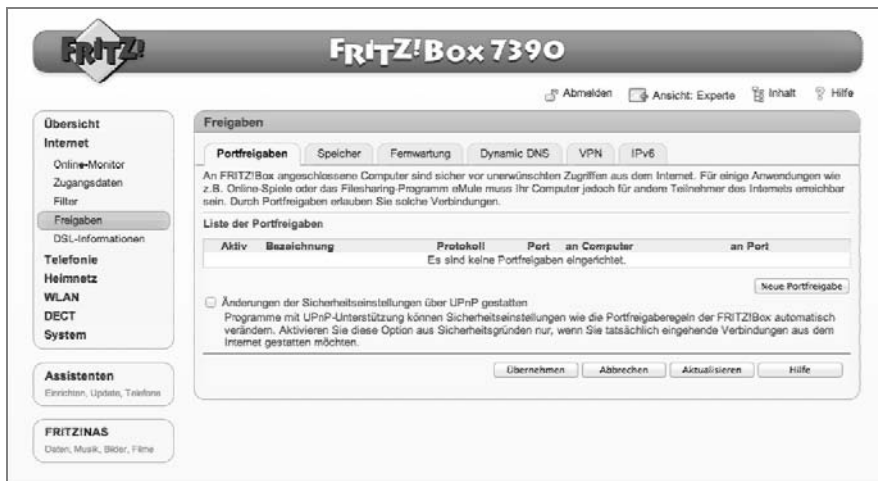 FRITZ!
FRITZ!Box 7390
Abmelden Ansicht: Experte Inhalt Hilfe
Übersicht
Internet
Online-Monitor
Zugangsdaten
Filter
Freigaben
DSL-Informationen
Telefonie
Heimnetz
WLAN
DECT
System
Assistenten
Einrichten, Update, Telefone
FRITZ!NAS
Daten, Musik, Bilder, Filme
Freigaben
Portfreigaben Speicher Fernwartung Dynamic DNS VPN IPv6
An FRITZ!Box angeschlossene Computer sind sicher vor unerwünschten Zugriffen aus dem Internet. Für einige Anwendungen wie
z.B. Online-Spiele oder das Filesharing-Programm eMule muss Ihr Computer jedoch für andere Teilnehmer des Internets erreichbar
sein. Durch Portfreigaben erlauben Sie solche Verbindungen.
Liste der Portfreigaben
Aktiv Bezeichnung Protokoll Port an Computer an Port
Es sind keine Portfreigaben eingerichtet.
Neue Portfreigabe
Änderungen der Sicherheitseinstellungen über UPnP gestatten
Programme mit UPnP-Unterstützung können Sicherheitseinstellungen wie die Portfreigaberegeln der FRITZ!Box automatisch
verändern. Aktivieren Sie diese Option aus Sicherheitsgründen nur, wenn Sie tatsächlich eingehende Verbindungen aus dem
Internet gestatten möchten.
Übernehmen Abbrechen Aktualisieren Hilfe